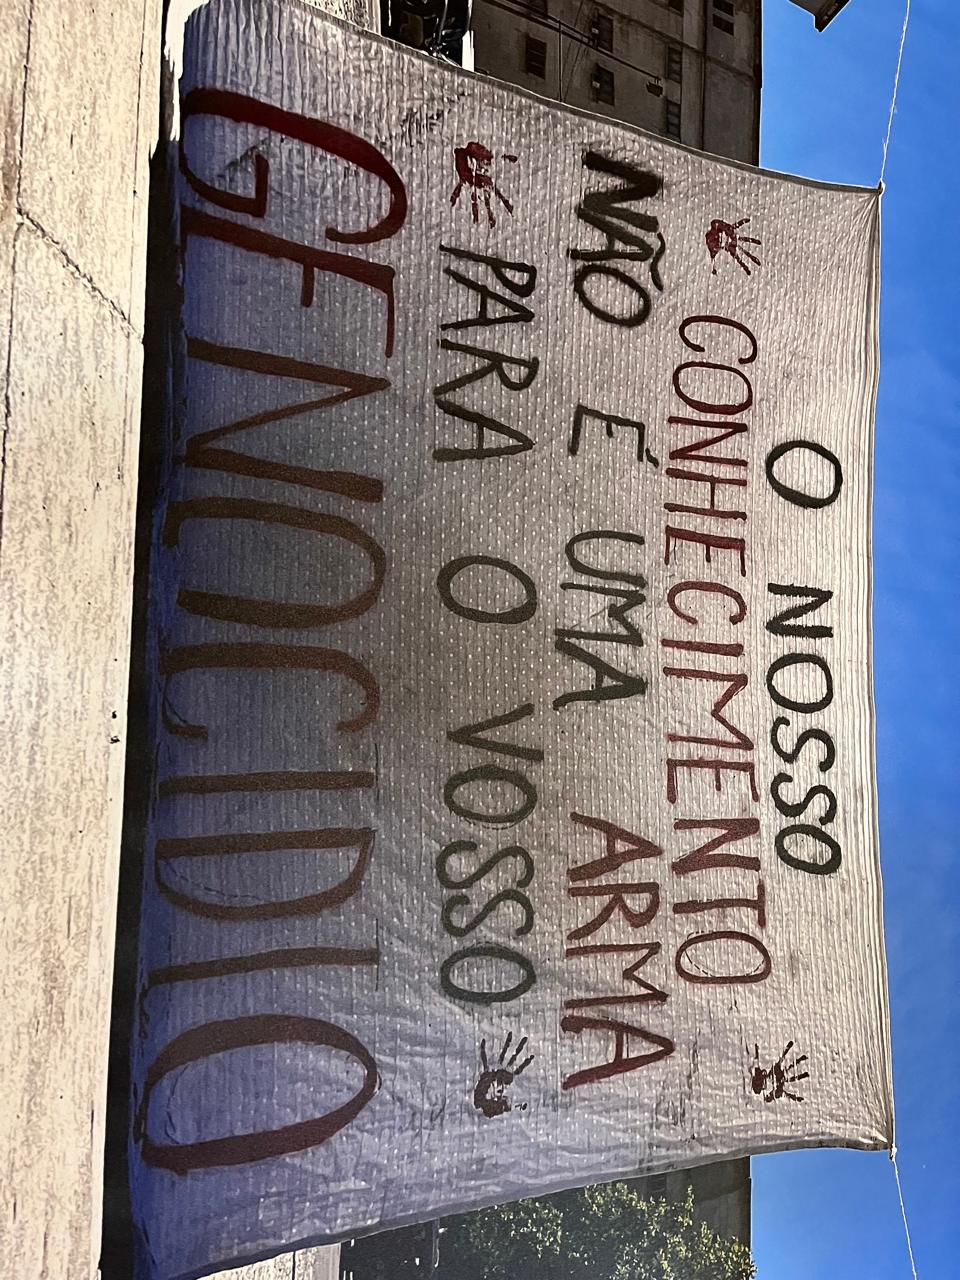 O NOSSO
CONHECIMENTO
NÃO É UMA ARMA
PARA O VOSSO
GENOCIDIO